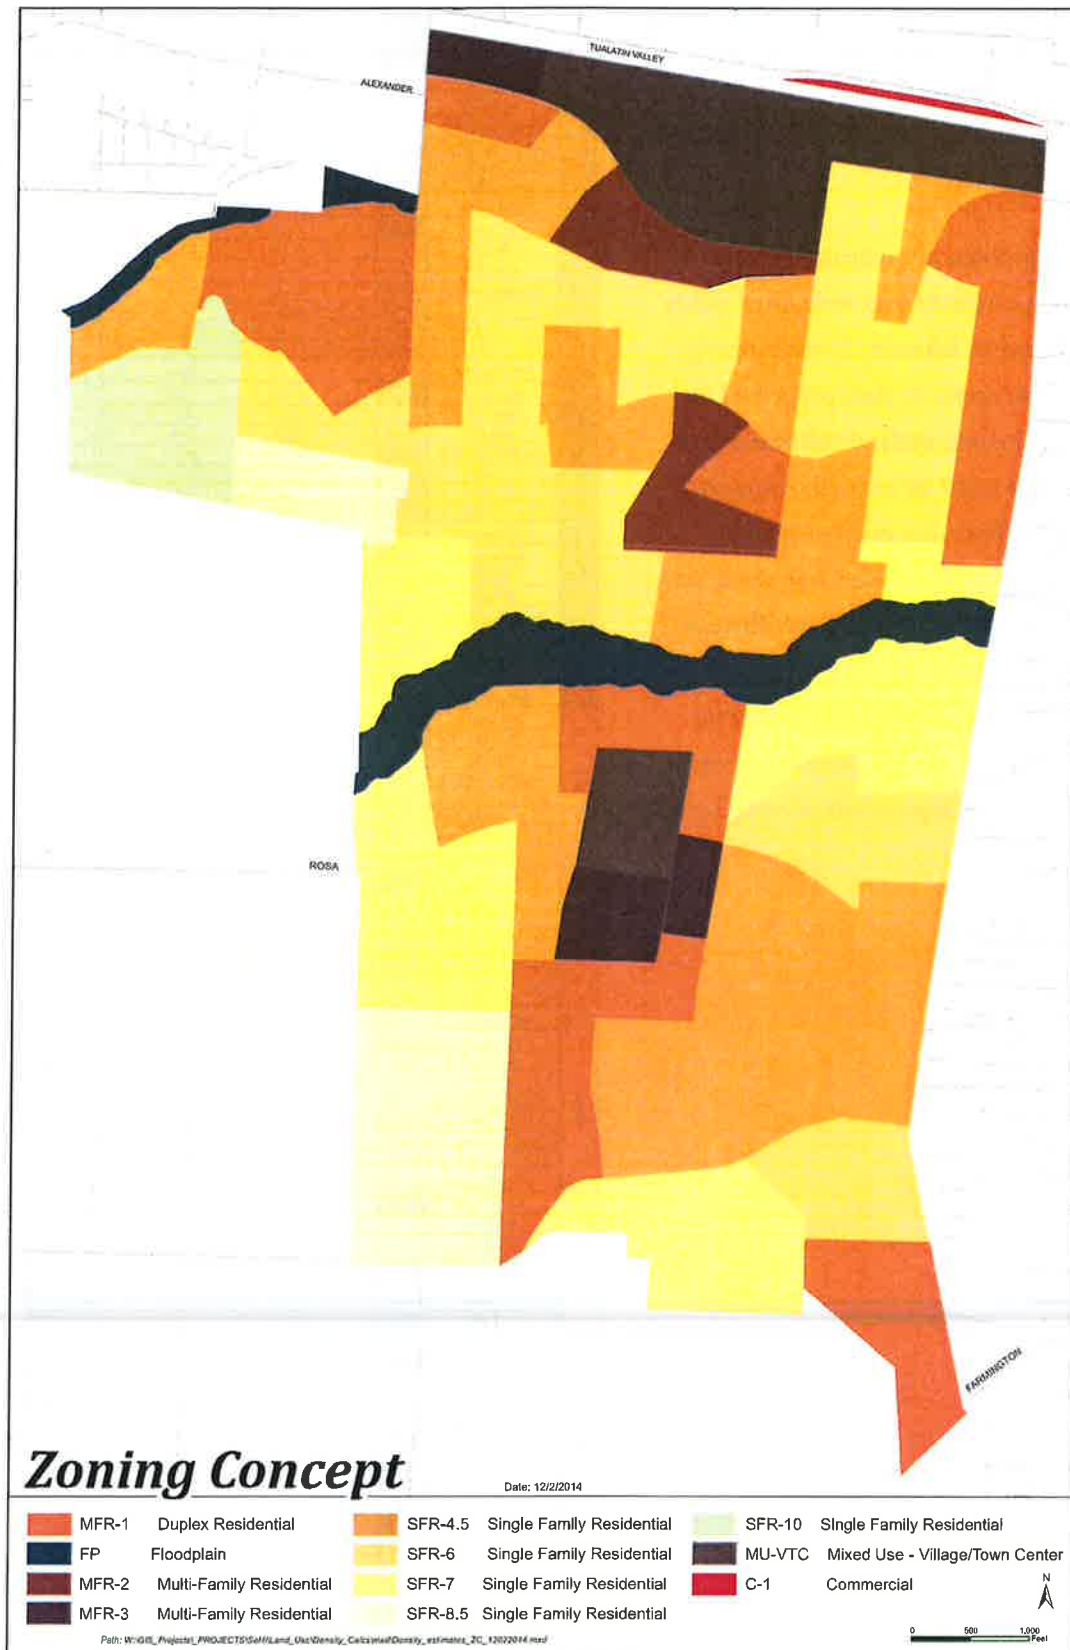 TUALATIN VALLEY
ALEXANDER
ROSA
FARMINGTON
Zoning Concept
Date: 12/2/2014
MFR-1 Duplex Residential
FP Floodplain
MFR-2 Multi-Family Residential
MFR-3 Multi-Family Residential
SFR-4.5 Single Family Residential
SFR-6 Single Family Residential
SFR-7 Single Family Residential
SFR-8.5 Single Family Residential
SFR-10 Single Family Residential
MU-VTC Mixed Use - Village/Town Center
C-1 Commercial
N
0 500 1,000
Feet
Path: